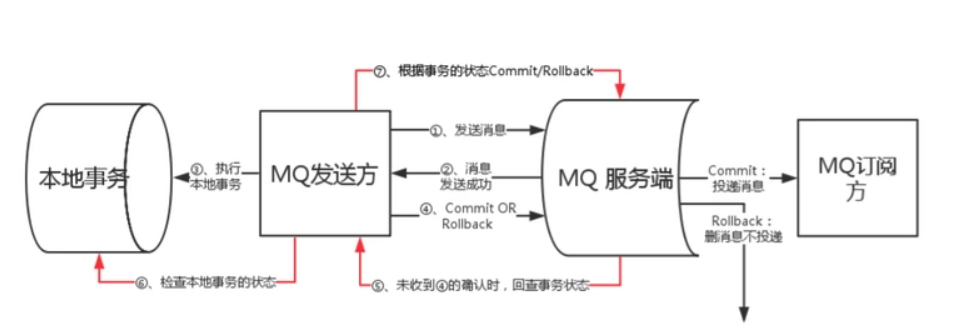 ⑦、根据事务的状态Commit/Rollback
①、发送消息
本地事务
③、执行
本地事务
MQ发送方
②、消息
发送成功
MQ 服务端
Commit：
投递消息
MQ订阅
方
④、Commit OR
Rollback
Rollback：
删消息不投递
⑥、检查本地事务的状态
⑤、未收到④的确认时，回查事务状态